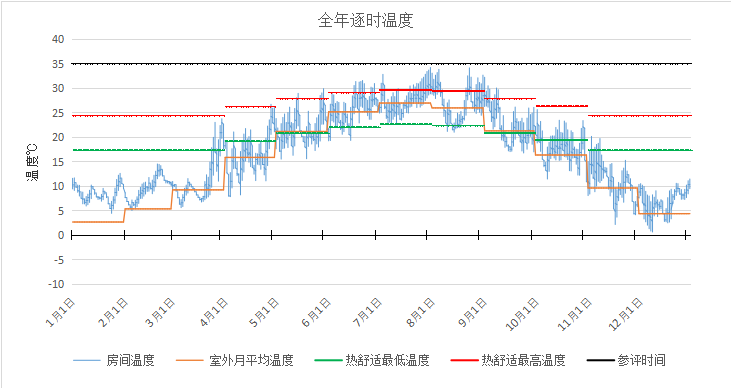 全年逐时温度
温度℃
40
35
30
25
20
15
10
5
0
-5
-10
1月1日
2月1日
3月1日
4月1日
5月1日
6月1日
7月1日
8月1日
9月1日
10月1日
11月1日
12月1日
房间温度 室外月平均温度 热舒适最低温度 热舒适最高温度 参评时间